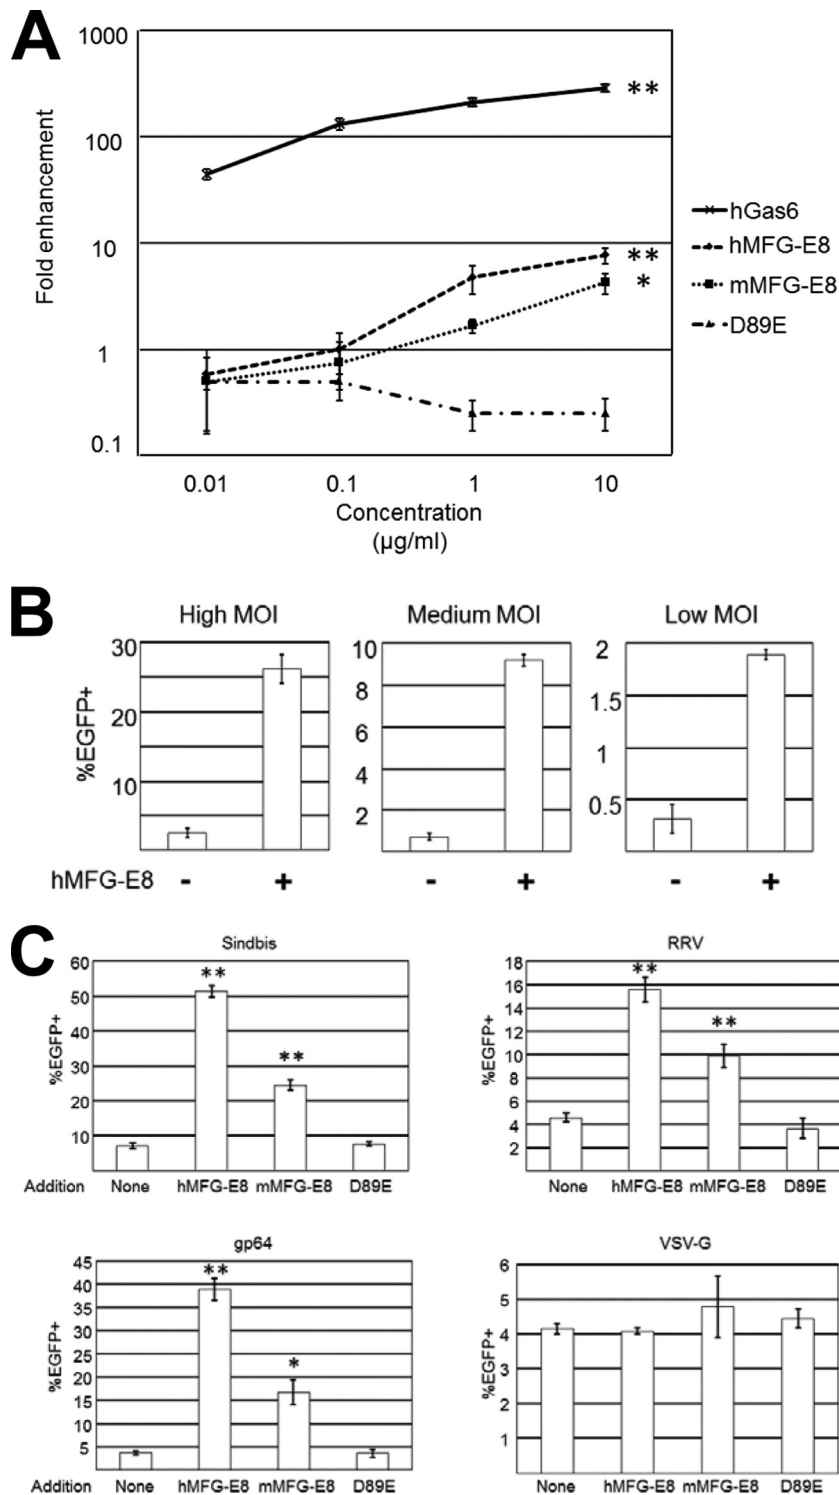 A
1000
100
10
1
0.1
Fold enhancement
**
**
*
hGas6
hMFG-E8
mMFG-E8
D89E
0.01 0.1 1 10
Concentration
(µg/ml)
B
High MOI Medium MOI Low MOI
%EGFP+
30
20
10
10
8
6
4
2
2
1.5
1
0.5
hMFG-E8 - + - + - +
C
Sindbis
%EGFP+
60
50
40
30
20
10
**
**
Addition None hMFG-E8 mMFG-E8 D89E
RRV
%EGFP+
18
16
14
12
10
8
6
4
2
**
**
None hMFG-E8 mMFG-E8 D89E
gp64
%EGFP+
45
40
35
30
25
20
15
10
5
**
*
Addition None hMFG-E8 mMFG-E8 D89E
VSV-G
%EGFP+
6
5
4
3
2
1
None hMFG-E8 mMFG-E8 D89E